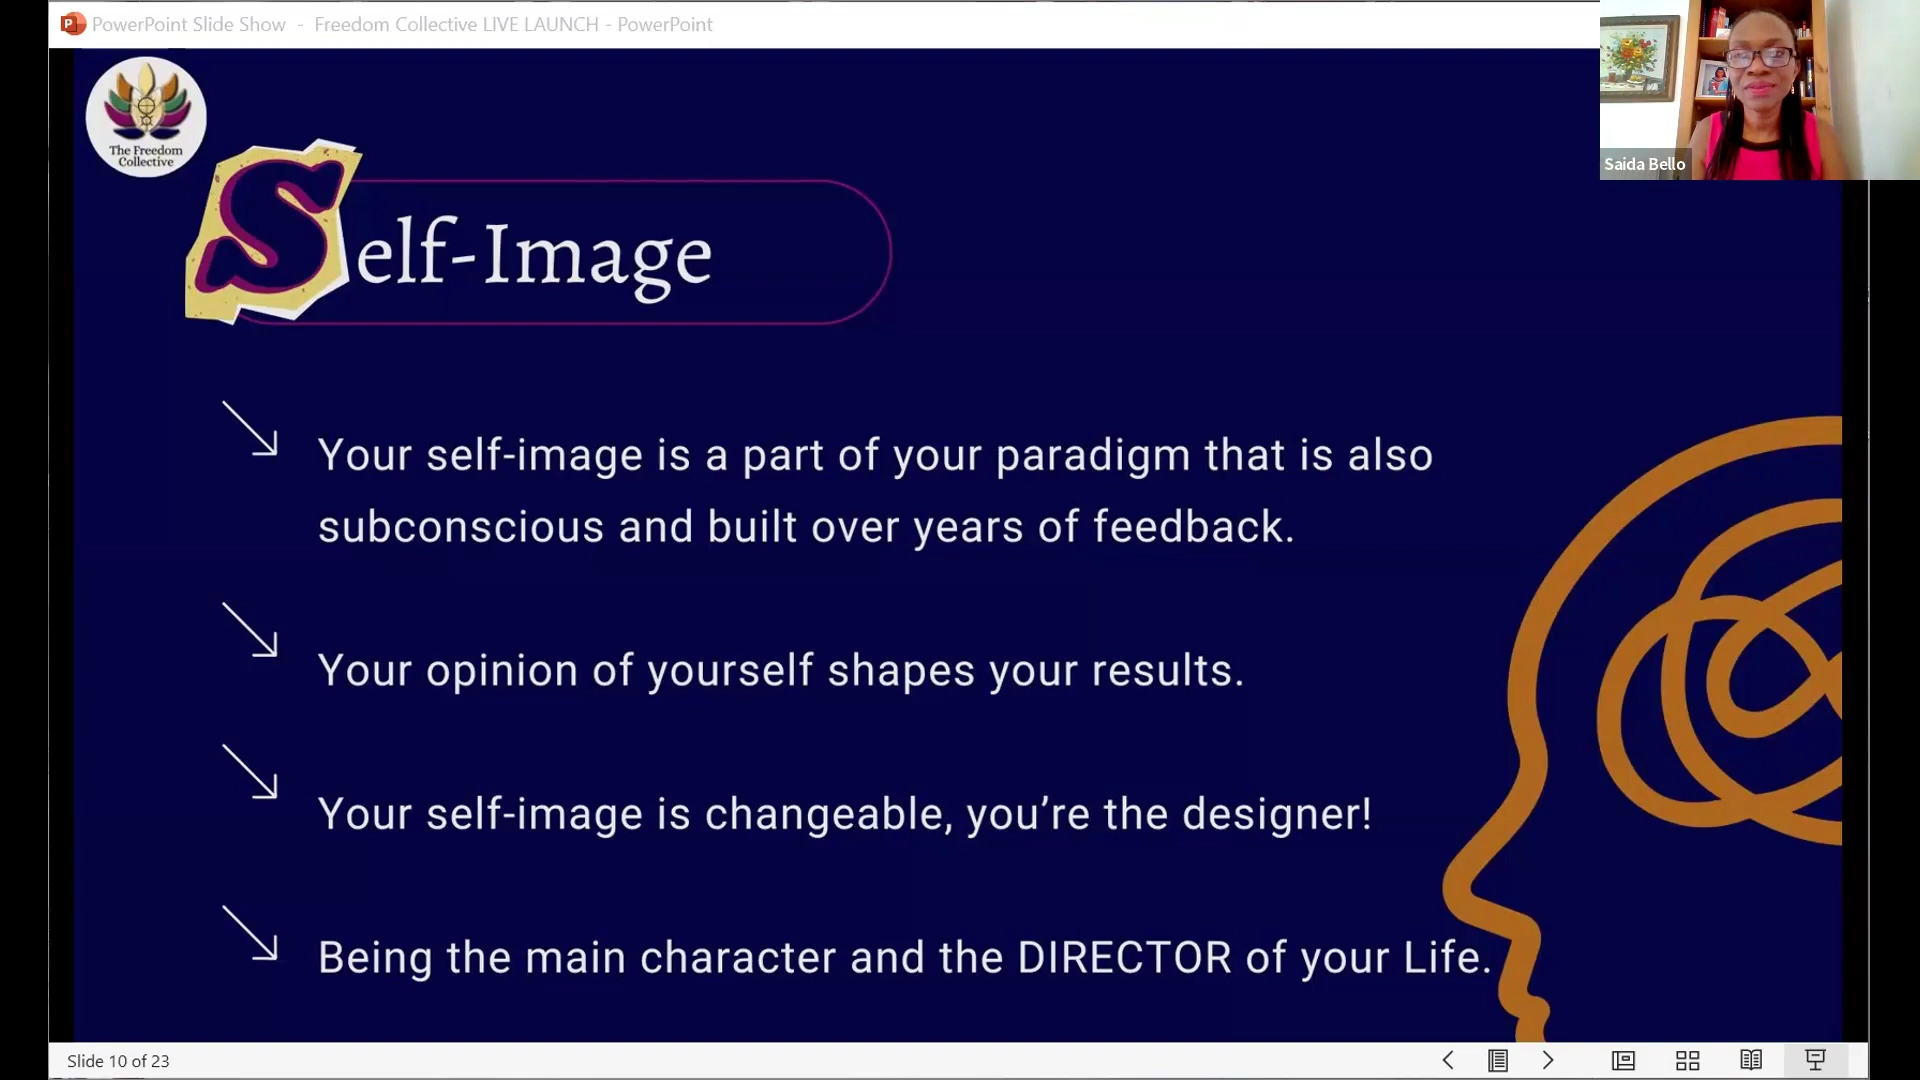 PowerPoint Slide Show - Freedom Collective LIVE LAUNCH - PowerPoint
The Freedom
Collective
Saida Bello
Self-Image
Your self-image is a part of your paradigm that is also
subconscious and built over years of feedback.
Your opinion of yourself shapes your results.
Your self-image is changeable, you’re the designer!
Being the main character and the DIRECTOR of your Life.
Slide 10 of 23